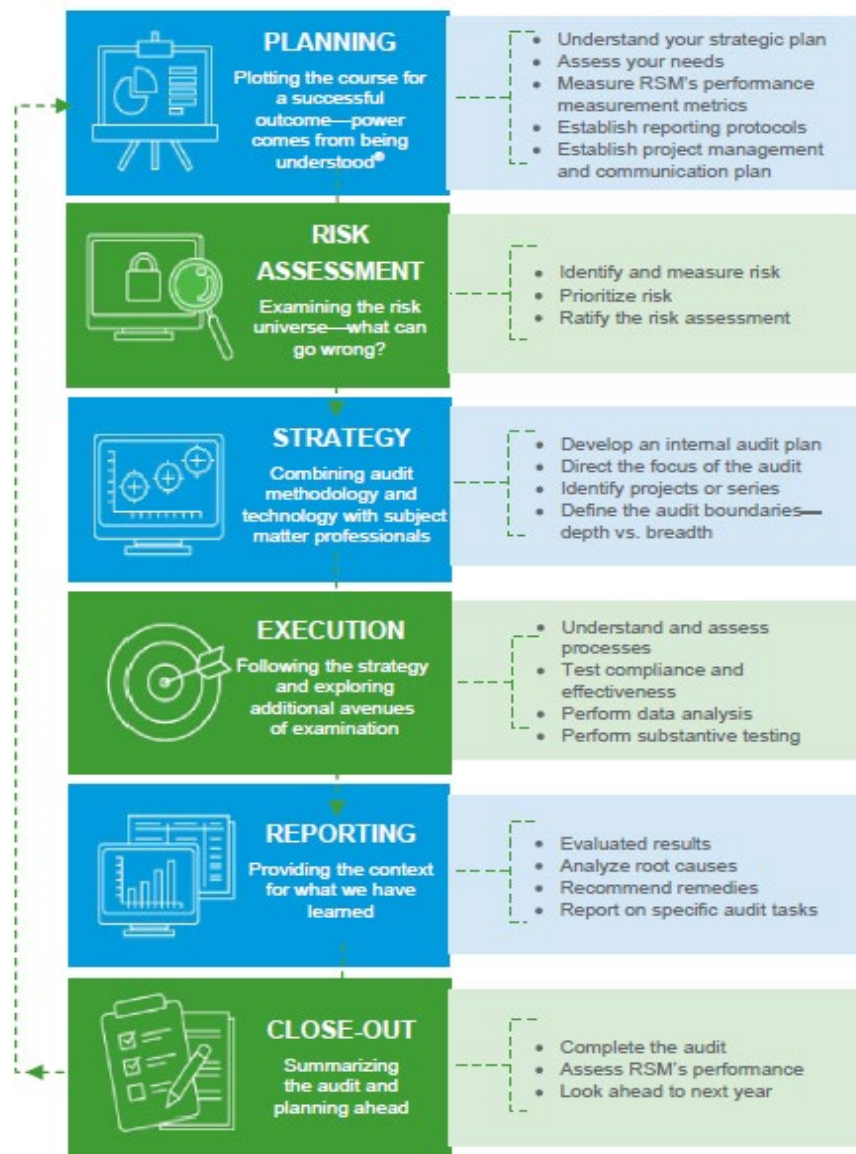 PLANNING
Plotting the course for
a successful
outcome—power
comes from being
understood®
• Understand your strategic plan
• Assess your needs
• Measure RSM's performance
measurement metrics
• Establish reporting protocols
• Establish project management
and communication plan
RISK
ASSESSMENT
Examining the risk
universe—what can
go wrong?
• Identify and measure risk
• Prioritize risk
• Ratify the risk assessment
STRATEGY
Combining audit
methodology and
technology with subject
matter professionals
• Develop an internal audit plan
• Direct the focus of the audit
• Identify projects or series
• Define the audit boundaries—
depth vs. breadth
EXECUTION
Following the strategy
and exploring
additional avenues
of examination
• Understand and assess
processes
• Test compliance and
effectiveness
• Perform data analysis
• Perform substantive testing
REPORTING
Providing the context
for what we have
learned
• Evaluated results
• Analyze root causes
• Recommend remedies
• Report on specific audit tasks
CLOSE-OUT
Summarizing
the audit and
planning ahead
• Complete the audit
• Assess RSM's performance
• Look ahead to next year